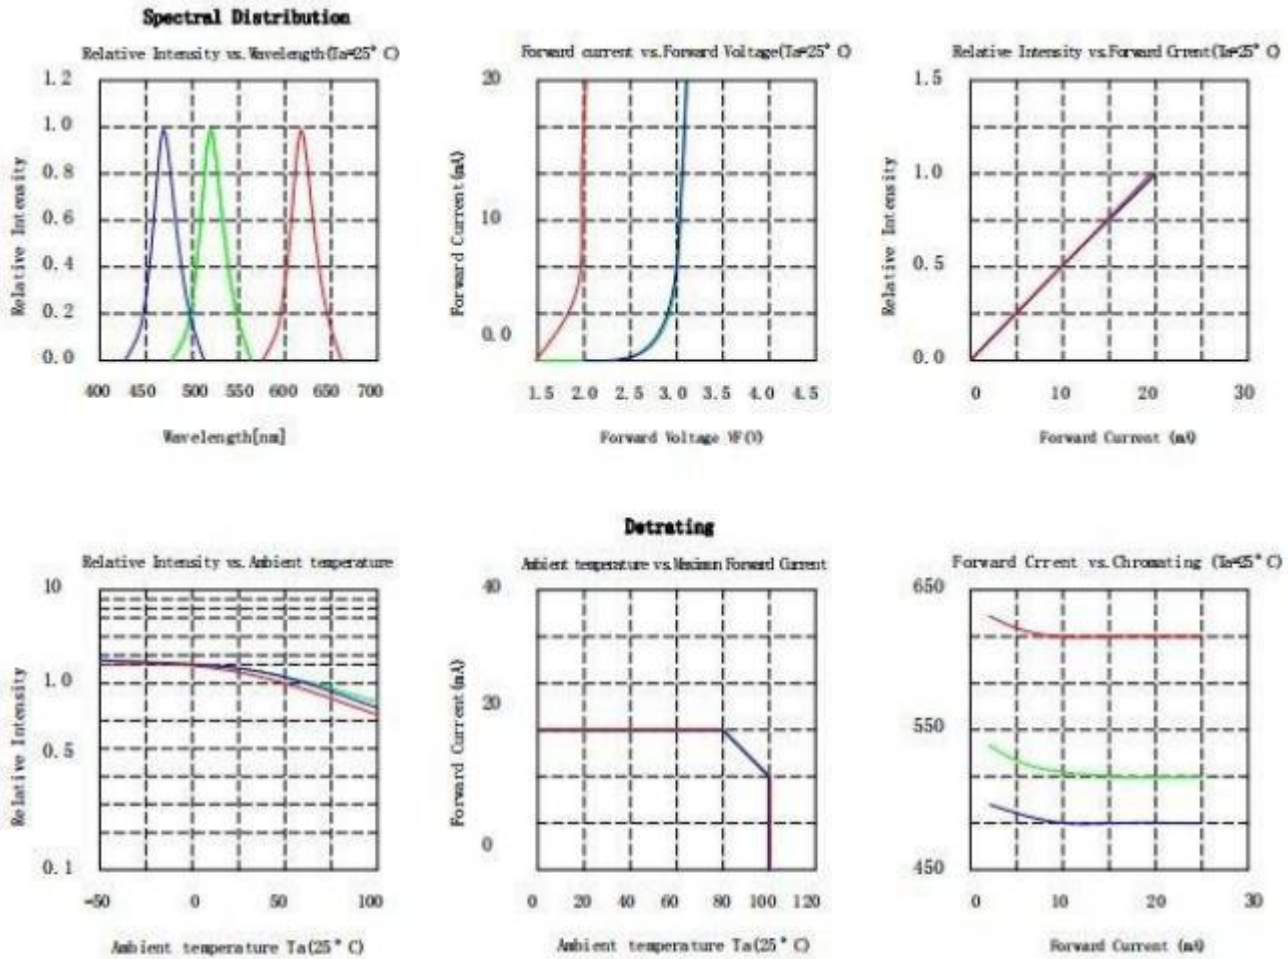 Spectral Distribution
Relative Intensity vs.Wavelength(Ta=25°C)
Forward current vs.Forward Voltage(Ta=25°C)
Relative Intensity vs.Forward Crrent(Ta=25°C)
1.2
1.0
0.8
0.6
0.4
0.2
0.0
Relative Intensity
400 450 500 550 600 650 700
Wavelength[nm]
20
10
0.0
Forward Current(mA)
1.5 2.0 2.5 3.0 3.5 4.0 4.5
Forward Voltage VF(V)
1.5
1.0
0.5
0.0
Relative Intensity
0 10 20 30
Forward Current (mA)
Detrating
Relative Intensity vs.Ambient temperature
Ambient temperature vs.Maximun Forward Current
Forward Crrent vs.Chromating (Ta=25°C)
10
1.0
0.5
0.1
Relative Intensity
-50 0 50 100
Ambient temperature Ta(25°C)
40
20
0
Forward Current(mA)
0 20 40 60 80 100 120
Ambient temperature Ta(25°C)
650
550
450
0 10 20 30
Forward Current (mA)